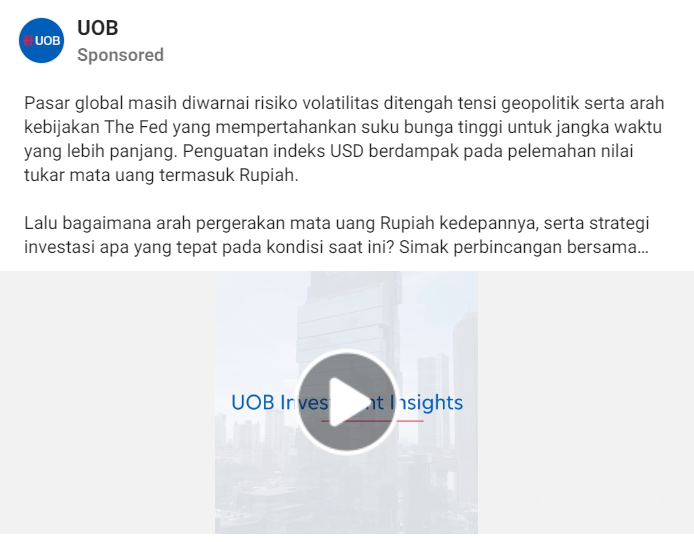 UOB
UOB
Sponsored
Pasar global masih diwarnai risiko volatilitas ditengah tensi geopolitik serta arah
kebijakan The Fed yang mempertahankan suku bunga tinggi untuk jangka waktu
yang lebih panjang. Penguatan indeks USD berdampak pada pelemahan nilai
tukar mata uang termasuk Rupiah.
Lalu bagaimana arah pergerakan mata uang Rupiah kedepannya, serta strategi
investasi apa yang tepat pada kondisi saat ini? Simak perbincangan bersama...
UOB Investment Insights